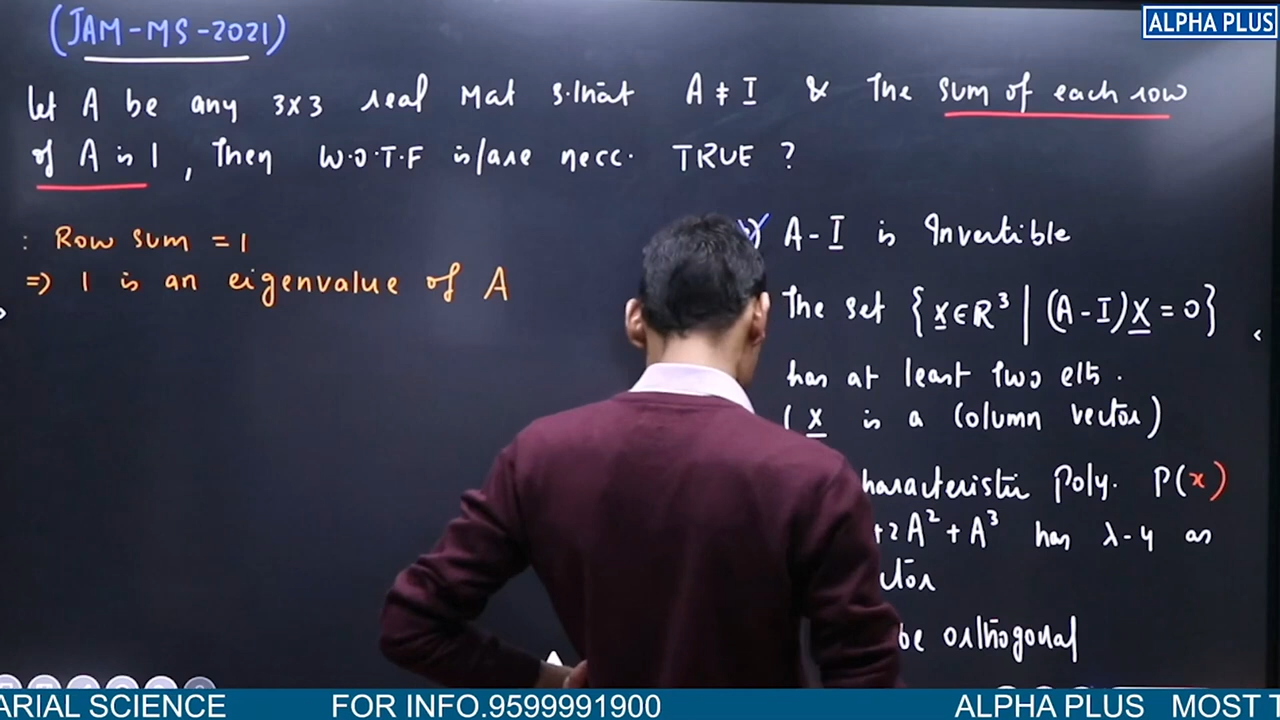 (JAM-MS-2021)
ALPHA PLUS
Let A be any 3x3 real Mat s.that A ≠ I & The sum of each row
of A is 1, Then W.O.T.F is/are necc. TRUE ?
: Row sum = 1
=> 1 is an eigenvalue of A
A-I is Invertible
The set {x ∈ R³ | (A-I)x = 0}
has at least two elts.
(x is a column vector)
characteristic Poly. P(x)
+2A²+A³ has λ-4 as
be orthogonal
ARIAL SCIENCE FOR INFO.9599991900 ALPHA PLUS MOST T